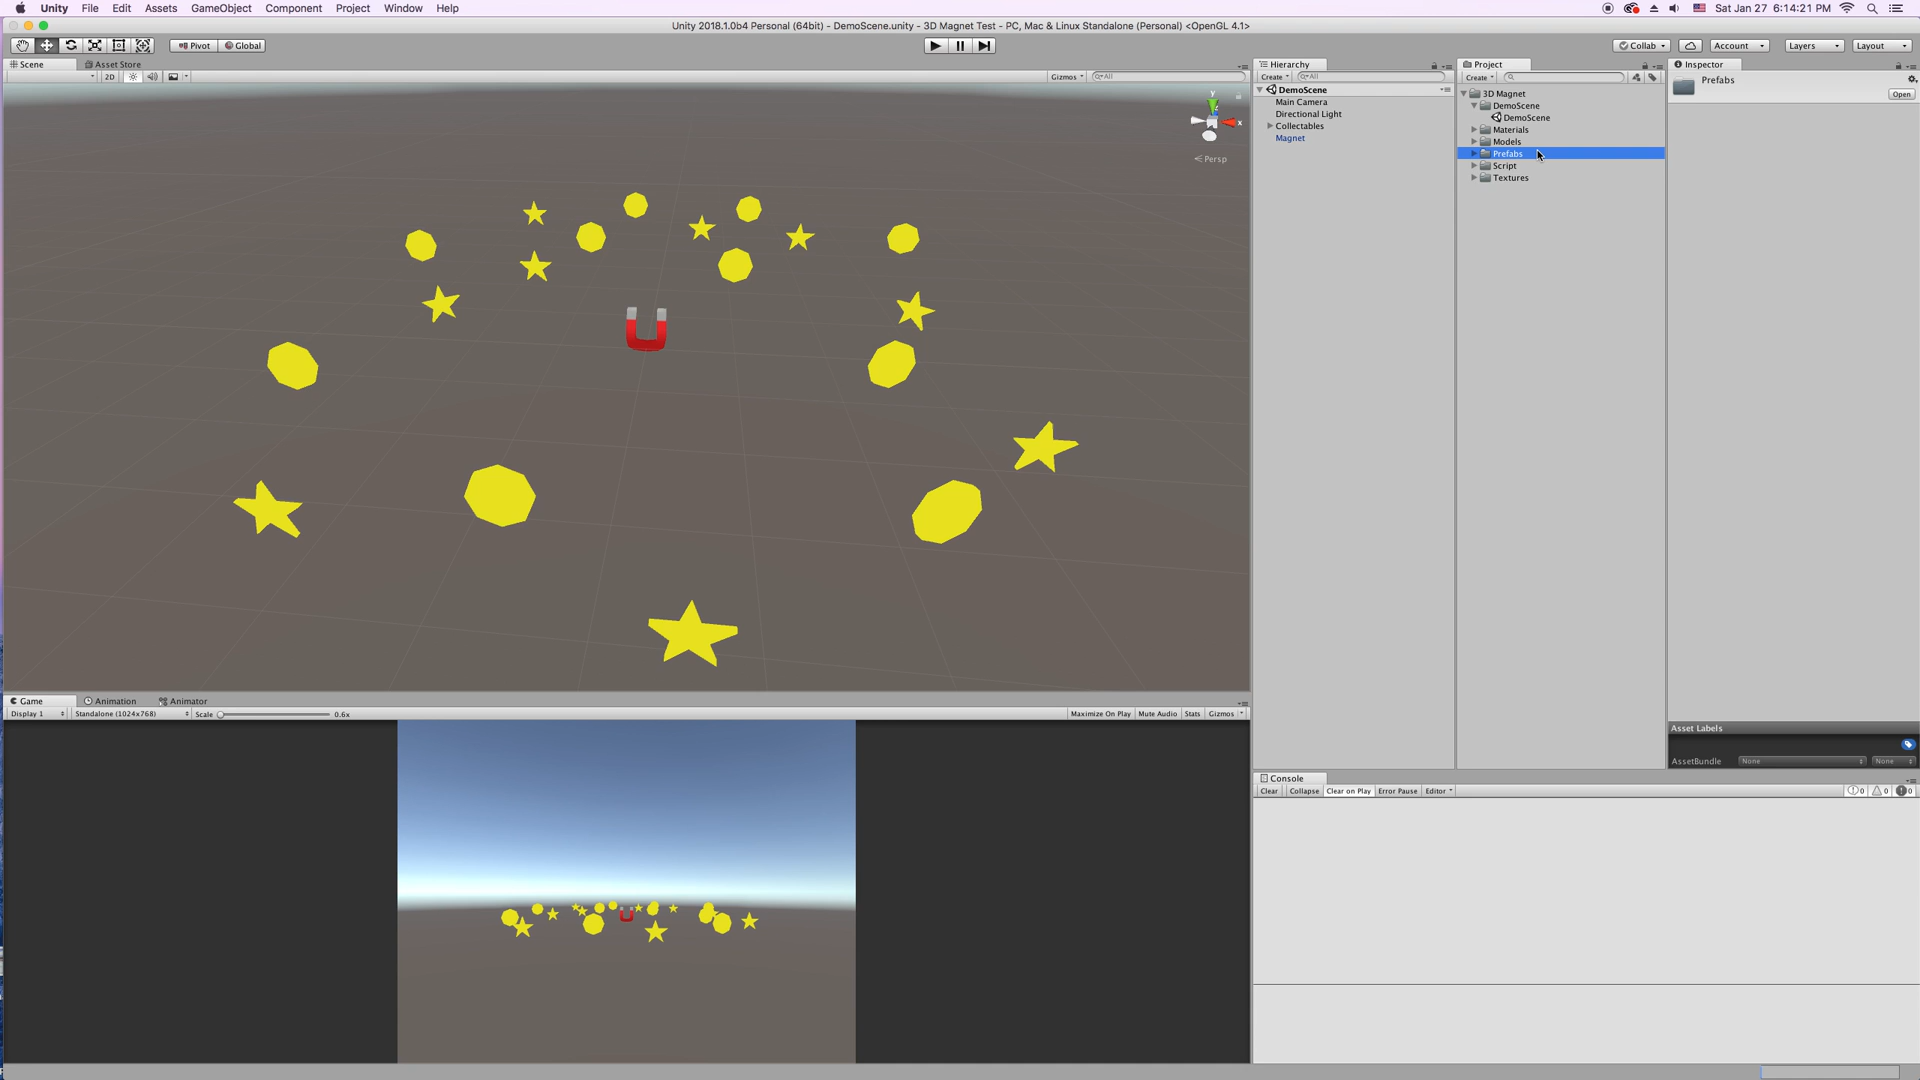 Unity File Edit Assets GameObject Component Project Window Help
Sat Jan 27 6:14:21 PM
Unity 2018.1.0b4 Personal (64bit) - DemoScene.unity - 3D Magnet Test - PC, Mac & Linux Standalone (Personal) <OpenGL 4.1>
Pivot Global
Collab Account Layers Layout
Scene Asset Store
2D Gizmos All
y
x
Persp
Hierarchy
Create All
DemoScene
Main Camera
Directional Light
Collectables
Magnet
Project
Create
3D Magnet
DemoScene
DemoScene
Materials
Models
Prefabs
Script
Textures
Inspector
Prefabs
Open
Asset Labels
AssetBundle None None
Game Animation Animator
Display 1 Standalone (1024x768) Scale 0.6x Maximize On Play Mute Audio Stats Gizmos
Console
Clear Collapse Clear on Play Error Pause Editor 0 0 0